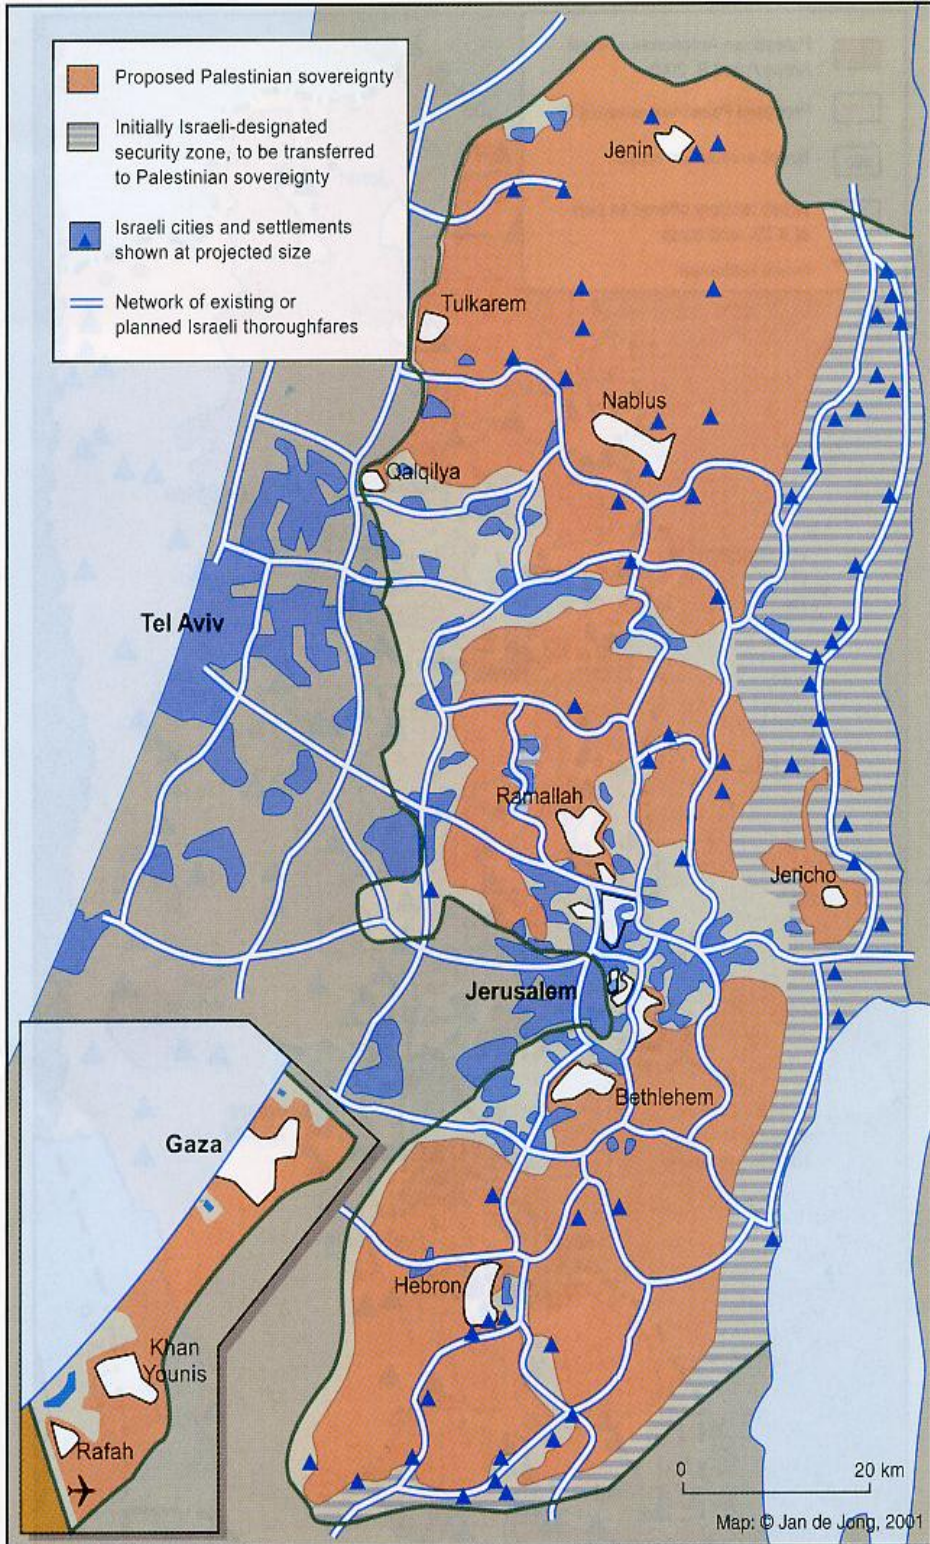 Proposed Palestinian sovereignty
Initially Israeli-designated
security zone, to be transferred
to Palestinian sovereignty
Israeli cities and settlements
shown at projected size
Network of existing or
planned Israeli thoroughfares
Jenin
Tulkarem
Nablus
Qalqilya
Tel Aviv
Ramallah
Jericho
Jerusalem
Bethlehem
Gaza
Hebron
Khan
Younis
Rafah
0 20 km
Map: © Jan de Jong, 2001